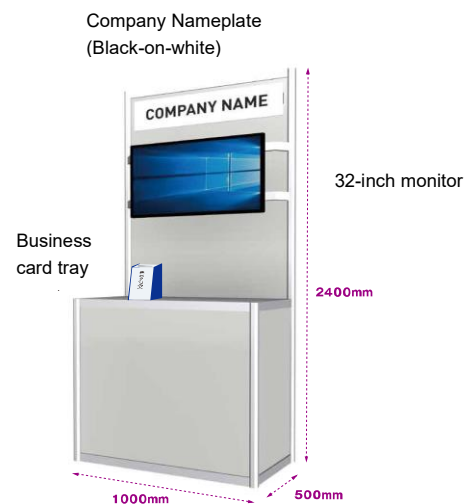 Company Nameplate
(Black-on-white)
COMPANY NAME
32-inch monitor
Business
card tray
2400mm
1000mm
500mm